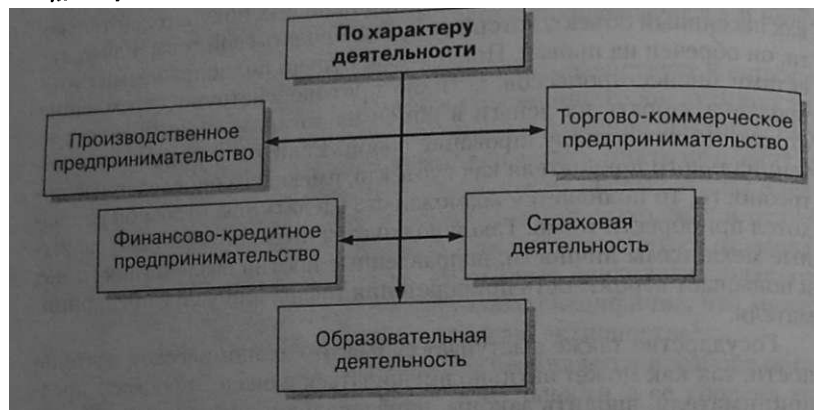 По характеру
деятельности
Производственное
предпринимательство
Торгово-коммерческое
предпринимательство
Финансово-кредитное
предпринимательство
Страховая
деятельность
Образовательная
деятельность